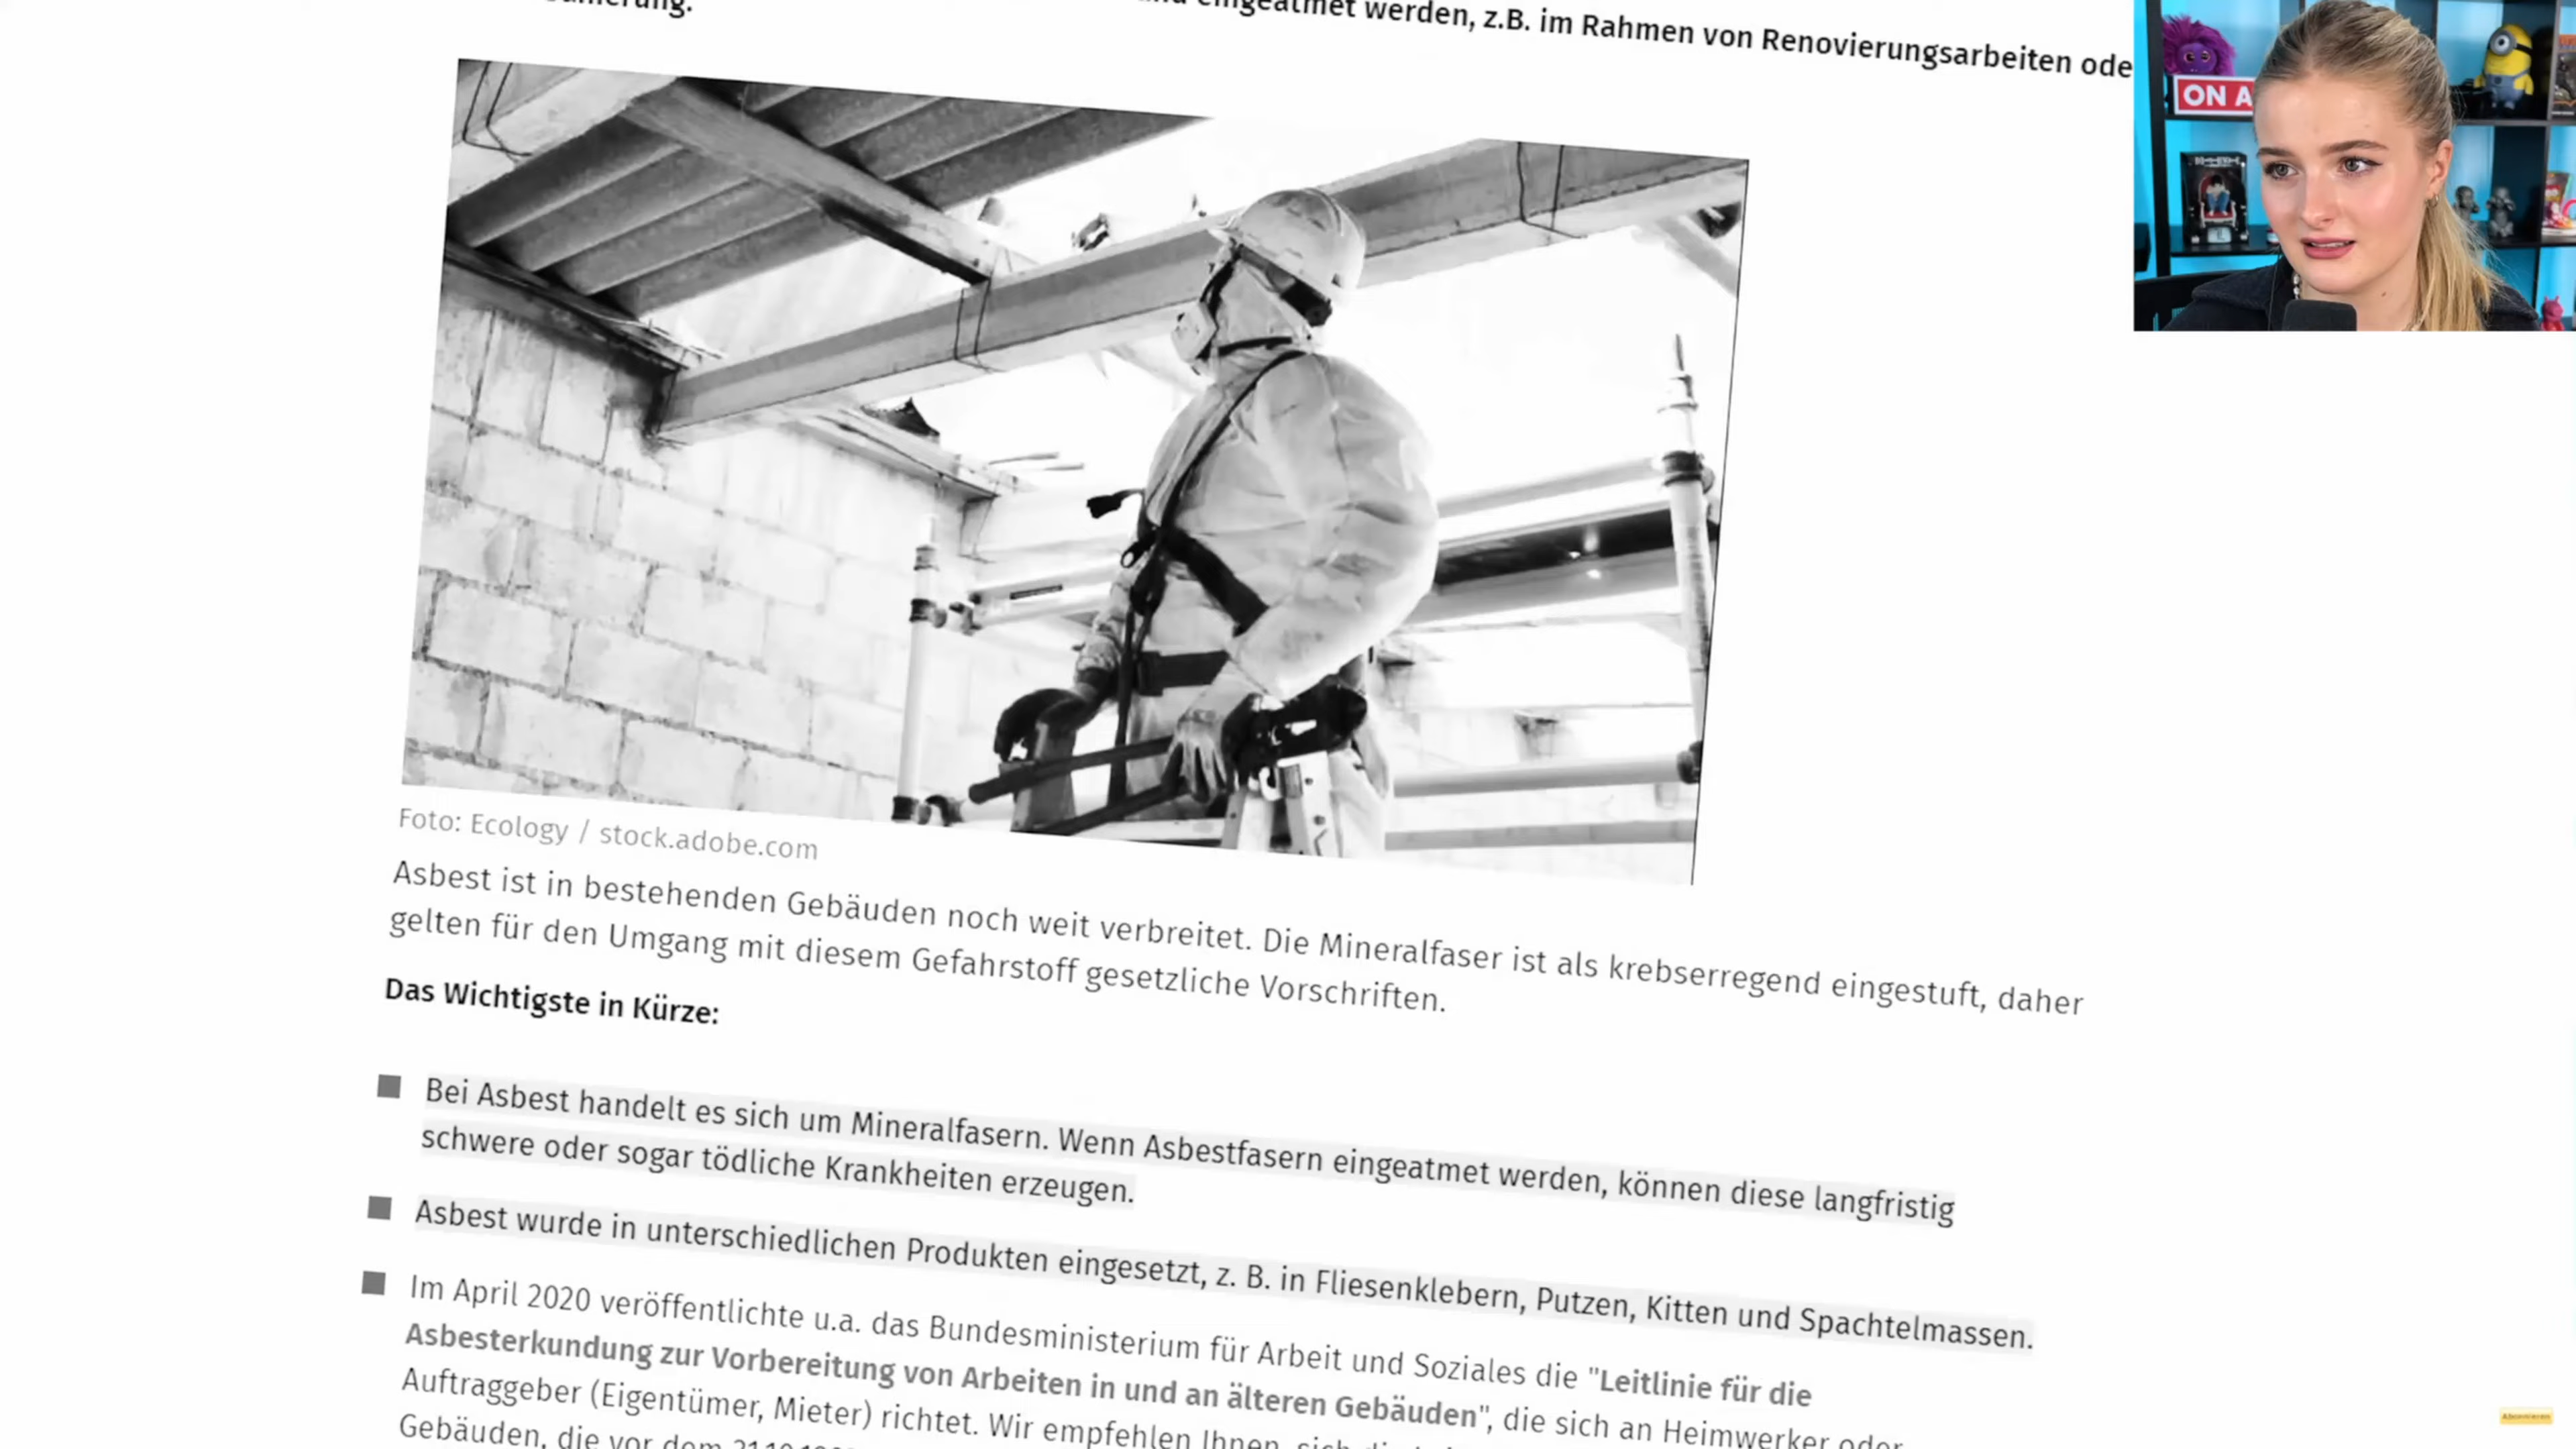 eingeatmet werden, z.B. im Rahmen von Renovierungsarbeiten ode
ON A
Foto: Ecology / stock.adobe.com
Asbest ist in bestehenden Gebäuden noch weit verbreitet. Die Mineralfaser ist als krebserregend eingestuft, daher
gelten für den Umgang mit diesem Gefahrstoff gesetzliche Vorschriften.
Das Wichtigste in Kürze:
Bei Asbest handelt es sich um Mineralfasern. Wenn Asbestfasern eingeatmet werden, können diese langfristig
schwere oder sogar tödliche Krankheiten erzeugen.
Asbest wurde in unterschiedlichen Produkten eingesetzt, z. B. in Fliesenklebern, Putzen, Kitten und Spachtelmassen.
Im April 2020 veröffentlichte u.a. das Bundesministerium für Arbeit und Soziales die "Leitlinie für die
Asbesterkundung zur Vorbereitung von Arbeiten in und an älteren Gebäuden", die sich an Heimwerker oder
Auftraggeber (Eigentümer, Mieter) richtet. Wir empfehlen Ihnen, sich
Gebäuden, die vor dem
Abonnieren